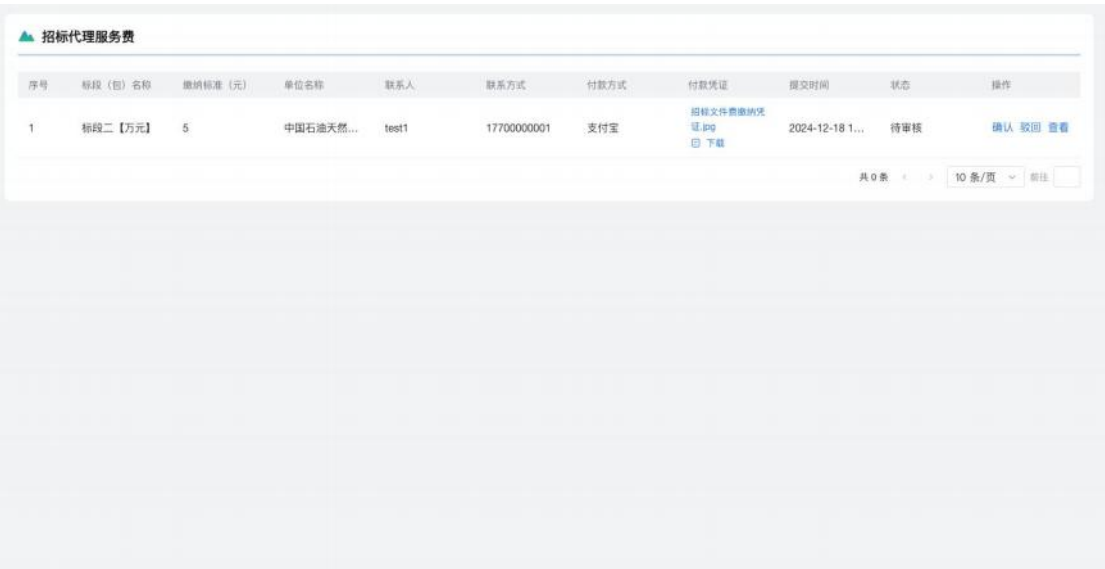 招标代理服务费
序号 标段（包）名称 缴纳标准（元） 单位名称 联系人 联系方式 付款方式 付款凭证 提交时间 状态 操作
1 标段二【万元】 5 中国石油天然... test1 17700000001 支付宝 招标文件费缴纳凭 2024-12-18 1... 待审核 确认 驳回 查看
证.jpg
下载
共 0 条 10 条/页 前往